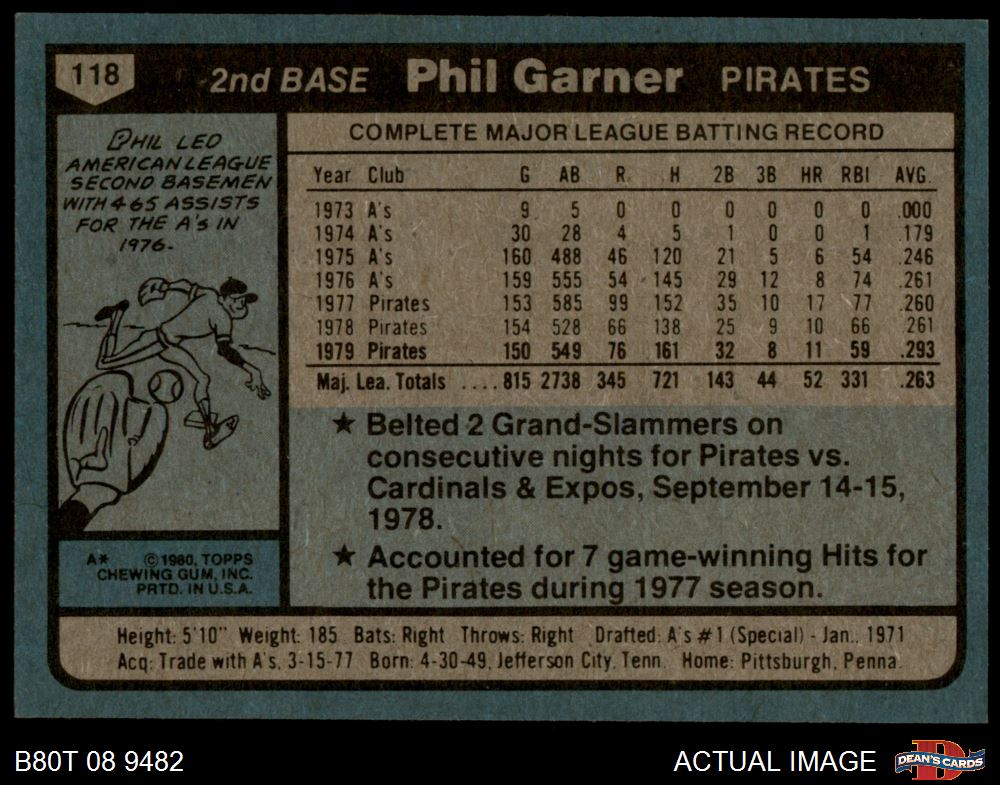 118 2nd BASE Phil Garner PIRATES
PHIL LED
AMERICAN LEAGUE
SECOND BASEMEN
WITH 465 ASSISTS
FOR THE A's IN
1976.
A* ©1980, TOPPS
CHEWING GUM, INC.
PRTD. IN U.S.A.
COMPLETE MAJOR LEAGUE BATTING RECORD
Year Club G AB R H 2B 3B HR RBI AVG.
1973 A's 9 5 0 0 0 0 0 0 .000
1974 A's 30 28 4 5 1 0 0 1 .179
1975 A's 160 488 46 120 21 5 6 54 .246
1976 A's 159 555 54 145 29 12 8 74 .261
1977 Pirates 153 585 99 152 35 10 17 77 .260
1978 Pirates 154 528 66 138 25 9 10 66 .261
1979 Pirates 150 549 76 161 32 8 11 59 .293
Maj. Lea. Totals ....815 2738 345 721 143 44 52 331 .263
★ Belted 2 Grand-Slammers on
consecutive nights for Pirates vs.
Cardinals & Expos, September 14-15,
1978.
★ Accounted for 7 game-winning Hits for
the Pirates during 1977 season.
Height: 5'10" Weight: 185 Bats: Right Throws: Right Drafted: A's #1 (Special) - Jan., 1971
Acq: Trade with A's, 3-15-77 Born: 4-30-49, Jefferson City, Tenn. Home: Pittsburgh, Penna.
B80T 08 9482 ACTUAL IMAGE DEAN'S CARDS